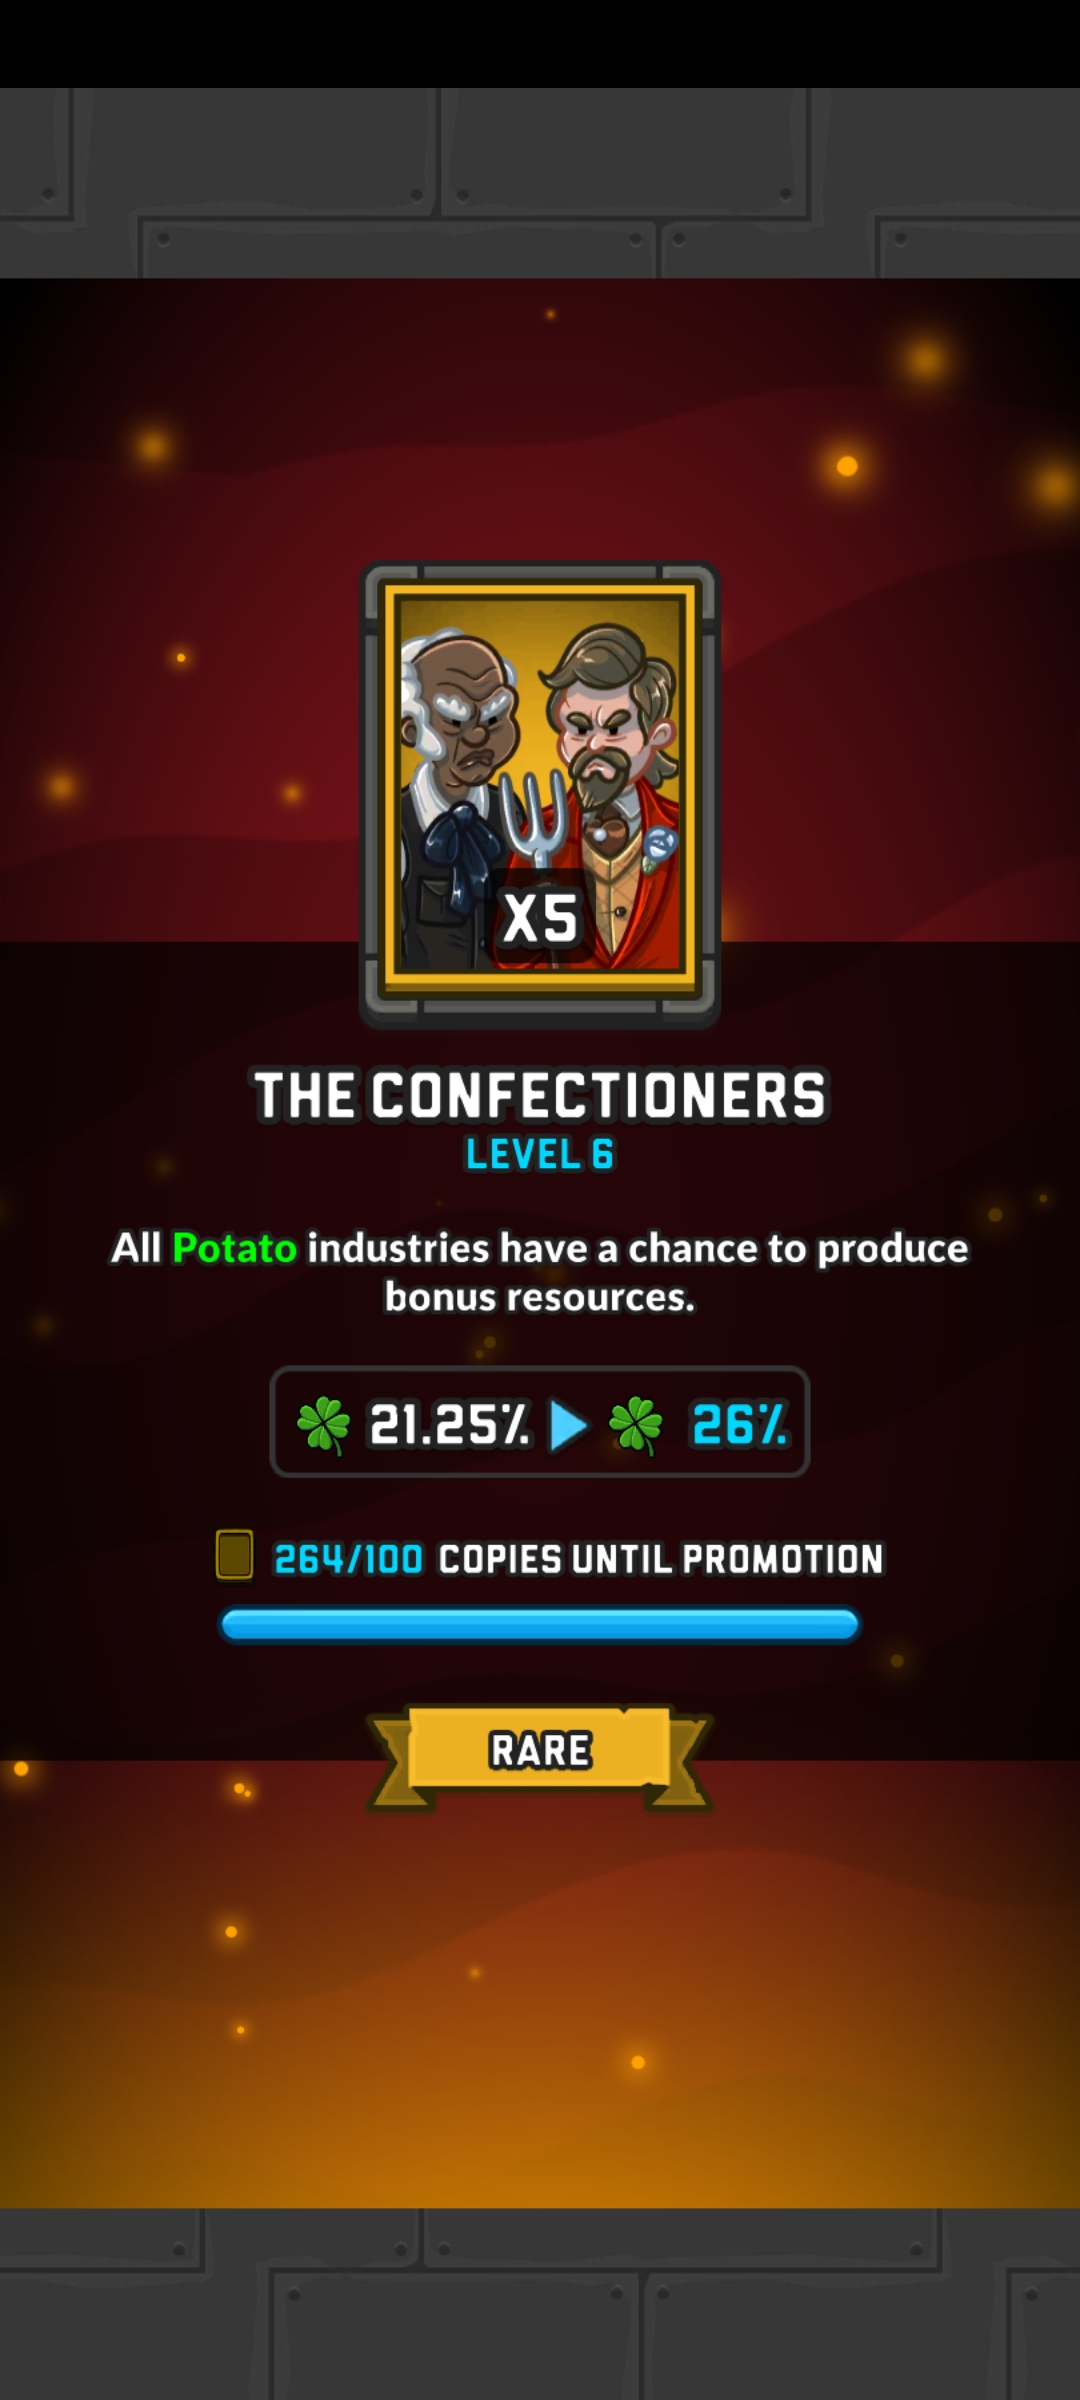 X5
THE CONFECTIONERS
LEVEL 6
All Potato industries have a chance to produce
bonus resources.
21.25% 26%
264/100 COPIES UNTIL PROMOTION
RARE